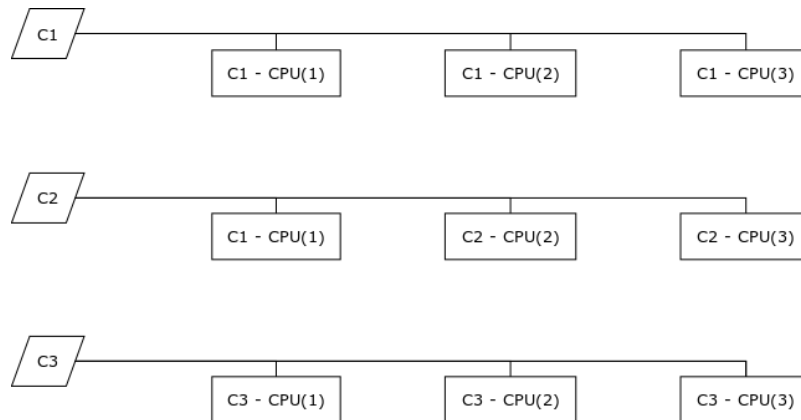 C1
C1 - CPU(1)
C1 - CPU(2)
C1 - CPU(3)
C2
C1 - CPU(1)
C2 - CPU(2)
C2 - CPU(3)
C3
C3 - CPU(1)
C3 - CPU(2)
C3 - CPU(3)